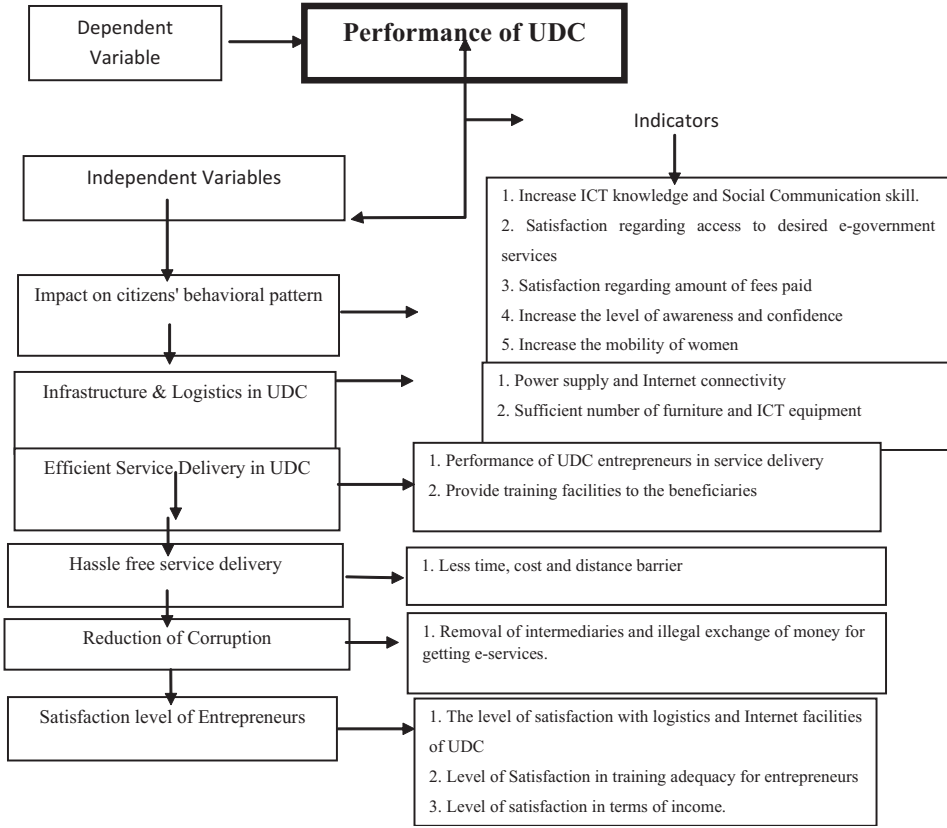 Dependent
Variable
Performance of UDC
Indicators
Independent Variables
1. Increase ICT knowledge and Social Communication skill.
2. Satisfaction regarding access to desired e-government
services
3. Satisfaction regarding amount of fees paid
4. Increase the level of awareness and confidence
5. Increase the mobility of women
Impact on citizens' behavioral pattern
Infrastructure & Logistics in UDC
1. Power supply and Internet connectivity
2. Sufficient number of furniture and ICT equipment
Efficient Service Delivery in UDC
1. Performance of UDC entrepreneurs in service delivery
2. Provide training facilities to the beneficiaries
Hassle free service delivery
1. Less time, cost and distance barrier
Reduction of Corruption
1. Removal of intermediaries and illegal exchange of money for
getting e-services.
Satisfaction level of Entrepreneurs
1. The level of satisfaction with logistics and Internet facilities
of UDC
2. Level of Satisfaction in training adequacy for entrepreneurs
3. Level of satisfaction in terms of income.